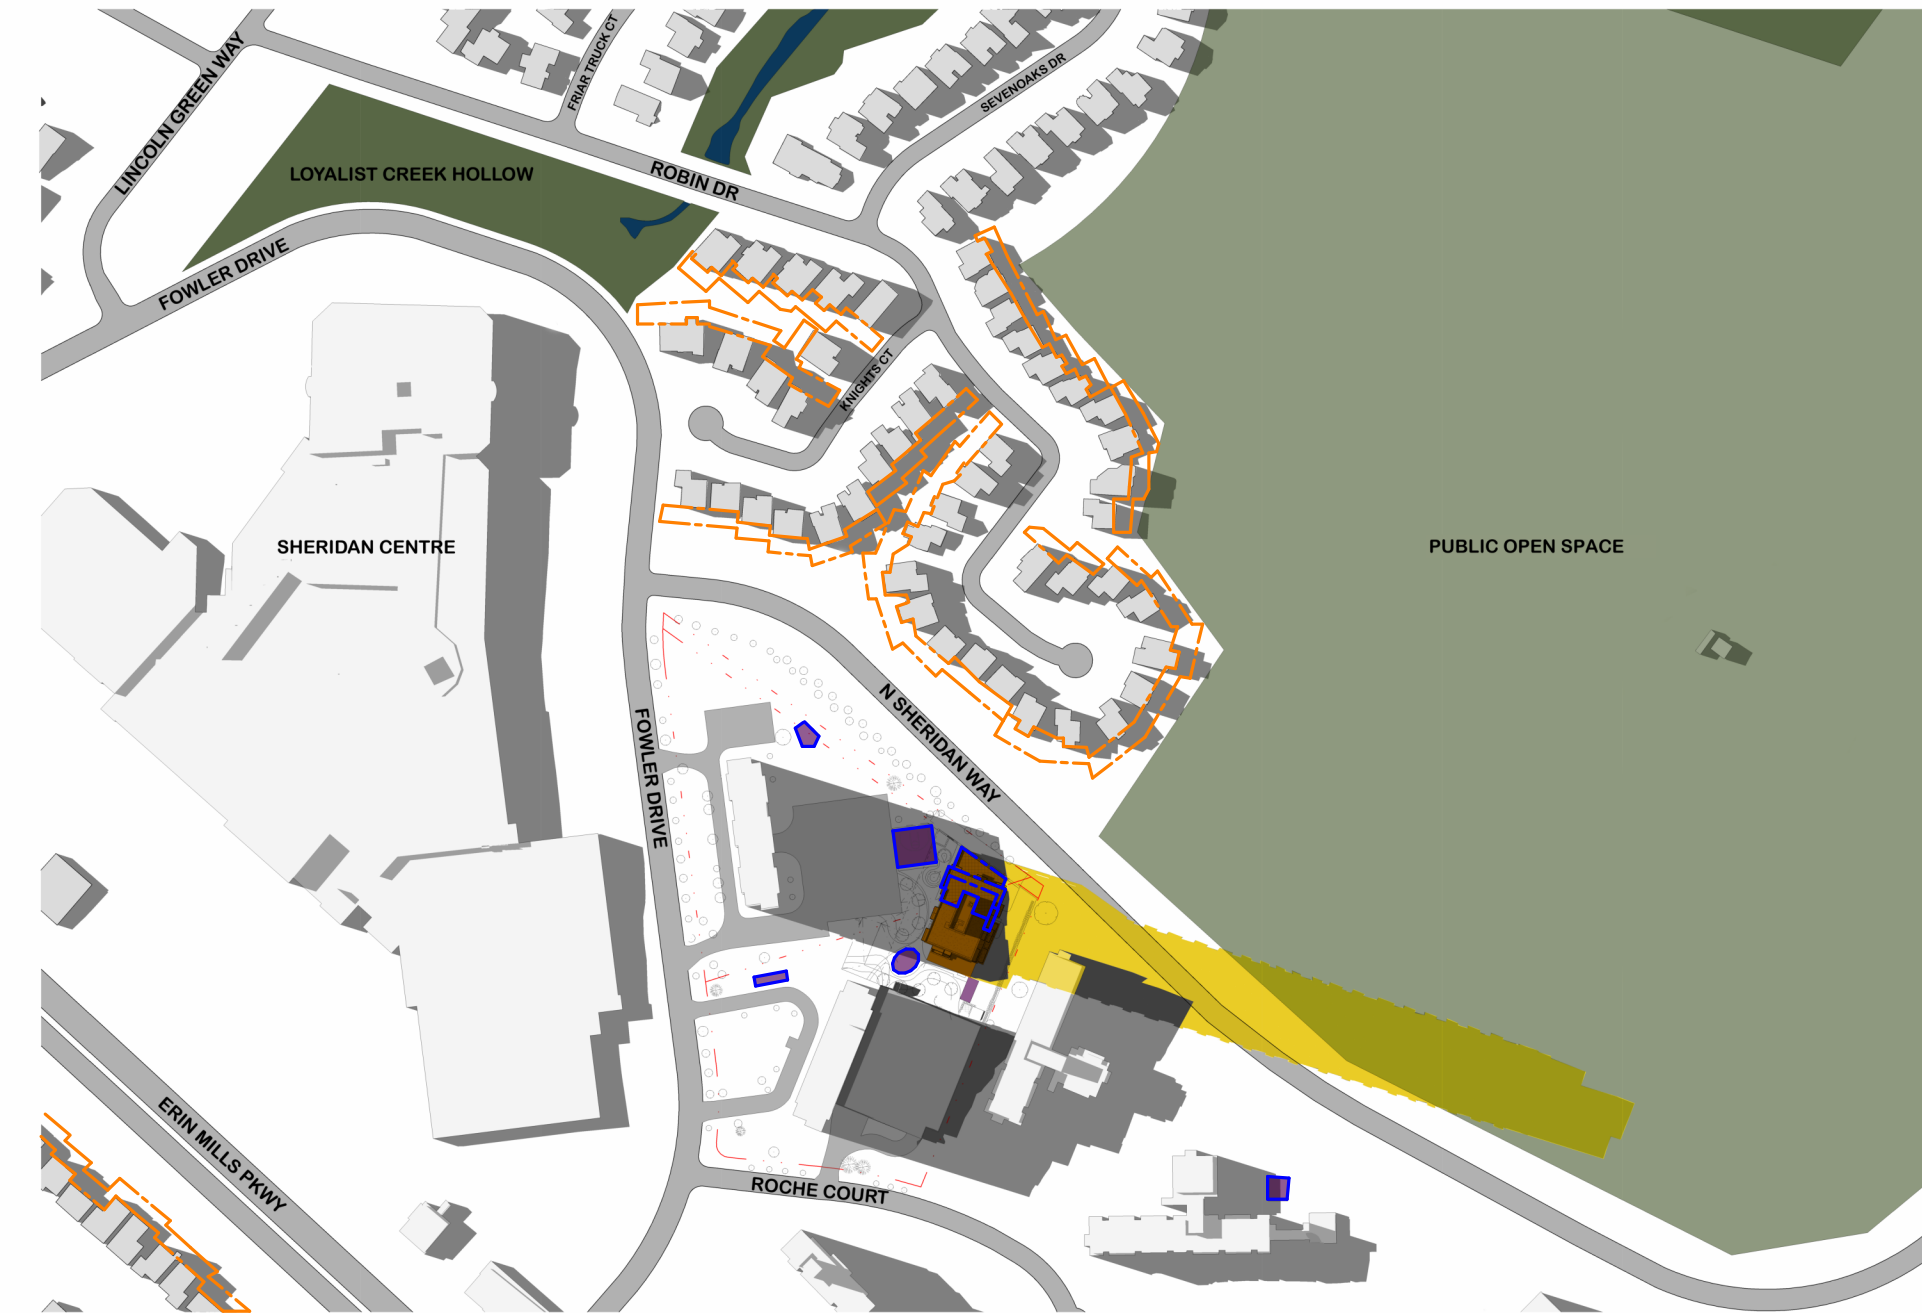 FRIAR TRUCK CT
LINCOLN GREEN WAY
SEVENOAKS DR
LOYALIST CREEK HOLLOW
ROBIN DR
FOWLER DRIVE
KNIGHTS CT
SHERIDAN CENTRE
PUBLIC OPEN SPACE
N SHERIDAN WAY
FOWLER DRIVE
ERIN MILLS PKWY
ROCHE COURT